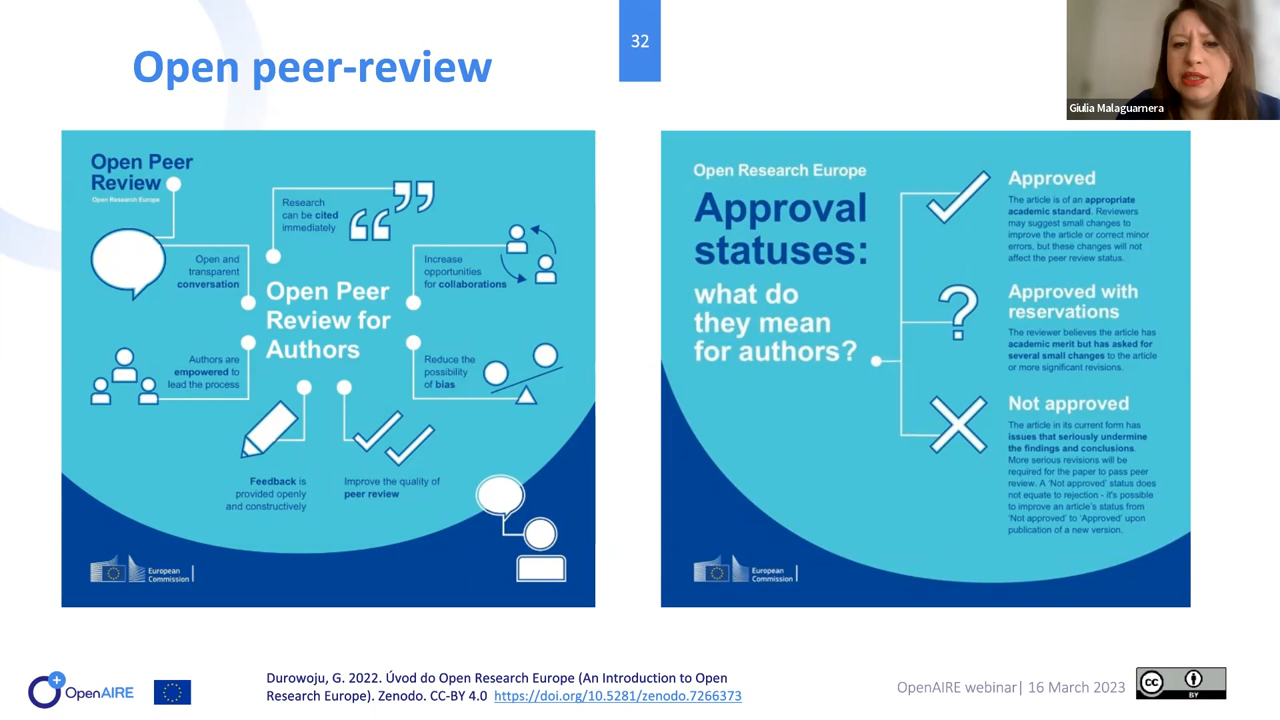 Open peer-review
32
Giulia Malaguarnera
Open Peer
Review
Open Research Europe
Research
can be cited
immediately
Open and
transparent
conversation
Increase
opportunities
for collaborations
Open Peer
Review for
Authors
Authors are
empowered to
lead the process
Reduce the
possibility
of bias
Feedback is
provided openly
and constructively
Improve the quality of
peer review
European
Commission
Open Research Europe
Approval
statuses:
what do
they mean
for authors?
Approved
The article is of an appropriate
academic standard. Reviewers
may suggest small changes to
improve the article or correct minor
errors, but these changes will not
affect the peer review status.
Approved with
reservations
The reviewer believes the article has
academic merit but has asked for
several small changes to the article
or more significant revisions.
Not approved
The article in its current form has
issues that seriously undermine
the findings and conclusions.
More serious revisions will be
required for the paper to pass peer
review. A 'Not approved' status does
not equate to rejection - it's possible
to improve an article's status from
'Not approved' to 'Approved' upon
publication of a new version.
European
Commission
OpenAIRE
Durowoju, G. 2022. Úvod do Open Research Europe (An Introduction to Open
Research Europe). Zenodo. CC-BY 4.0 https://doi.org/10.5281/zenodo.7266373
OpenAIRE webinar| 16 March 2023
cc
BY